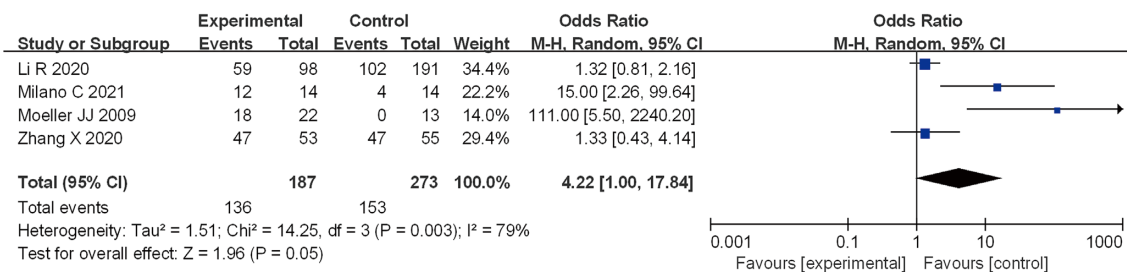 Experimental Control Odds Ratio Odds Ratio
Study or Subgroup Events Total Events Total Weight M-H, Random, 95% CI M-H, Random, 95% CI
Li R 2020 59 98 102 191 34.4% 1.32 [0.81, 2.16]
Milano C 2021 12 14 4 14 22.2% 15.00 [2.26, 99.64]
Moeller JJ 2009 18 22 0 13 14.0% 111.00 [5.50, 2240.20]
Zhang X 2020 47 53 47 55 29.4% 1.33 [0.43, 4.14]
Total (95% CI) 187 273 100.0% 4.22 [1.00, 17.84]
Total events 136 153
Heterogeneity: Tau² = 1.51; Chi² = 14.25, df = 3 (P = 0.003); I² = 79%
Test for overall effect: Z = 1.96 (P = 0.05)
0.001 0.1 1 10 1000
Favours [experimental] Favours [control]